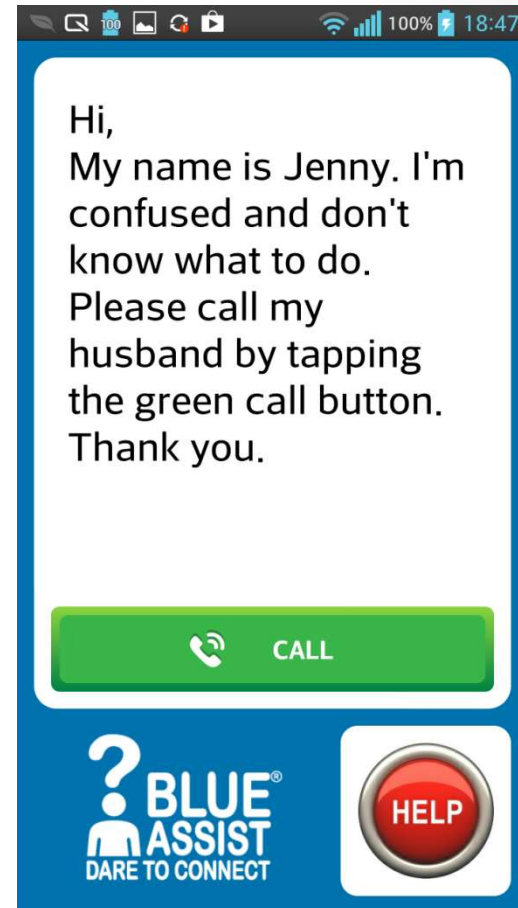 100 100% 18:47
Hi,
My name is Jenny. I'm
confused and don't
know what to do.
Please call my
husband by tapping
the green call button.
Thank you.
CALL
? BLUE®
ASSIST
DARE TO CONNECT
HELP